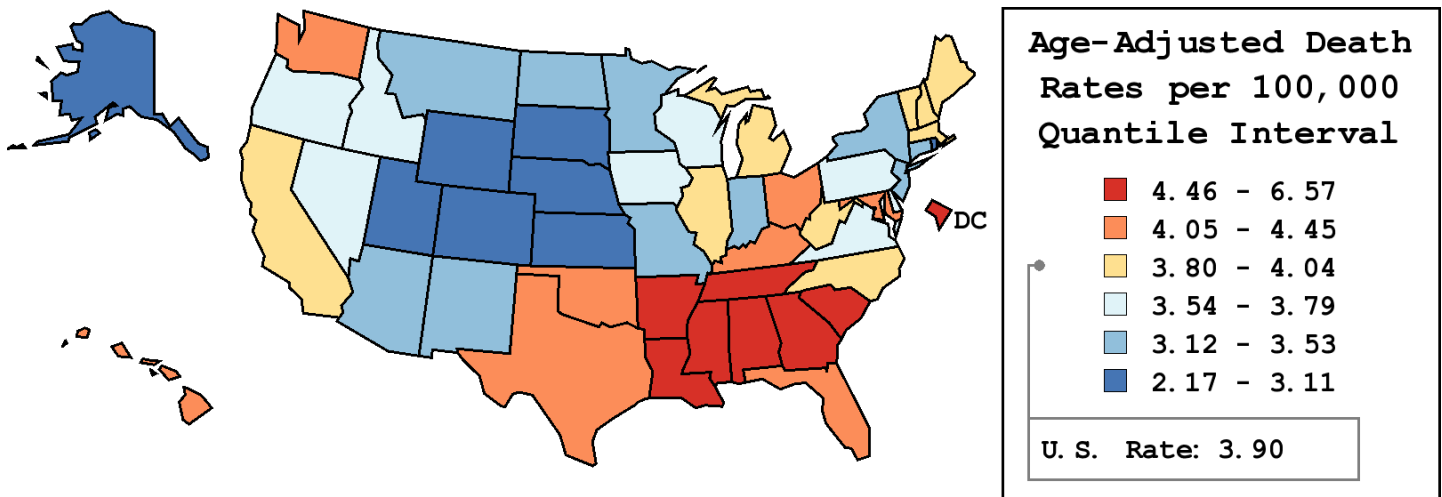 Age-Adjusted Death
Rates per 100,000
Quantile Interval
4.46 - 6.57
4.05 - 4.45
3.80 - 4.04
3.54 - 3.79
3.12 - 3.53
2.17 - 3.11
U.S. Rate: 3.90
DC